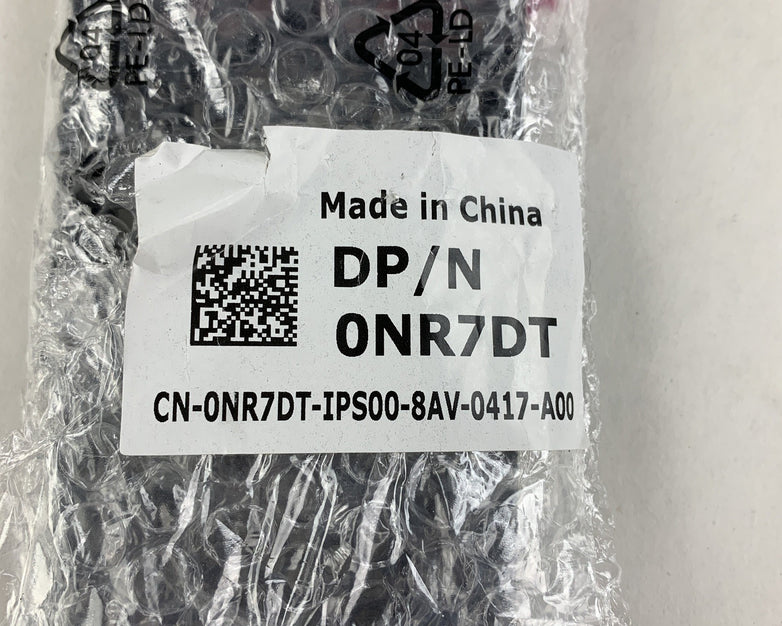 04
PE-LD
04
PE-LD
Made in China
DP/N
0NR7DT
CN-0NR7DT-IPS00-8AV-0417-A00